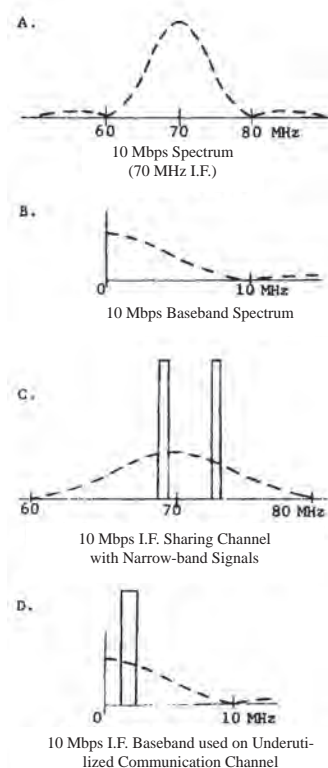 A.
60 70 80 MHz
10 Mbps Spectrum
(70 MHz I.F.)
B.
0 10 MHz
10 Mbps Baseband Spectrum
C.
60 70 80 MHz
10 Mbps I.F. Sharing Channel
with Narrow-band Signals
D.
0 10 MHz
10 Mbps I.F. Baseband used on Underuti-
lized Communication Channel